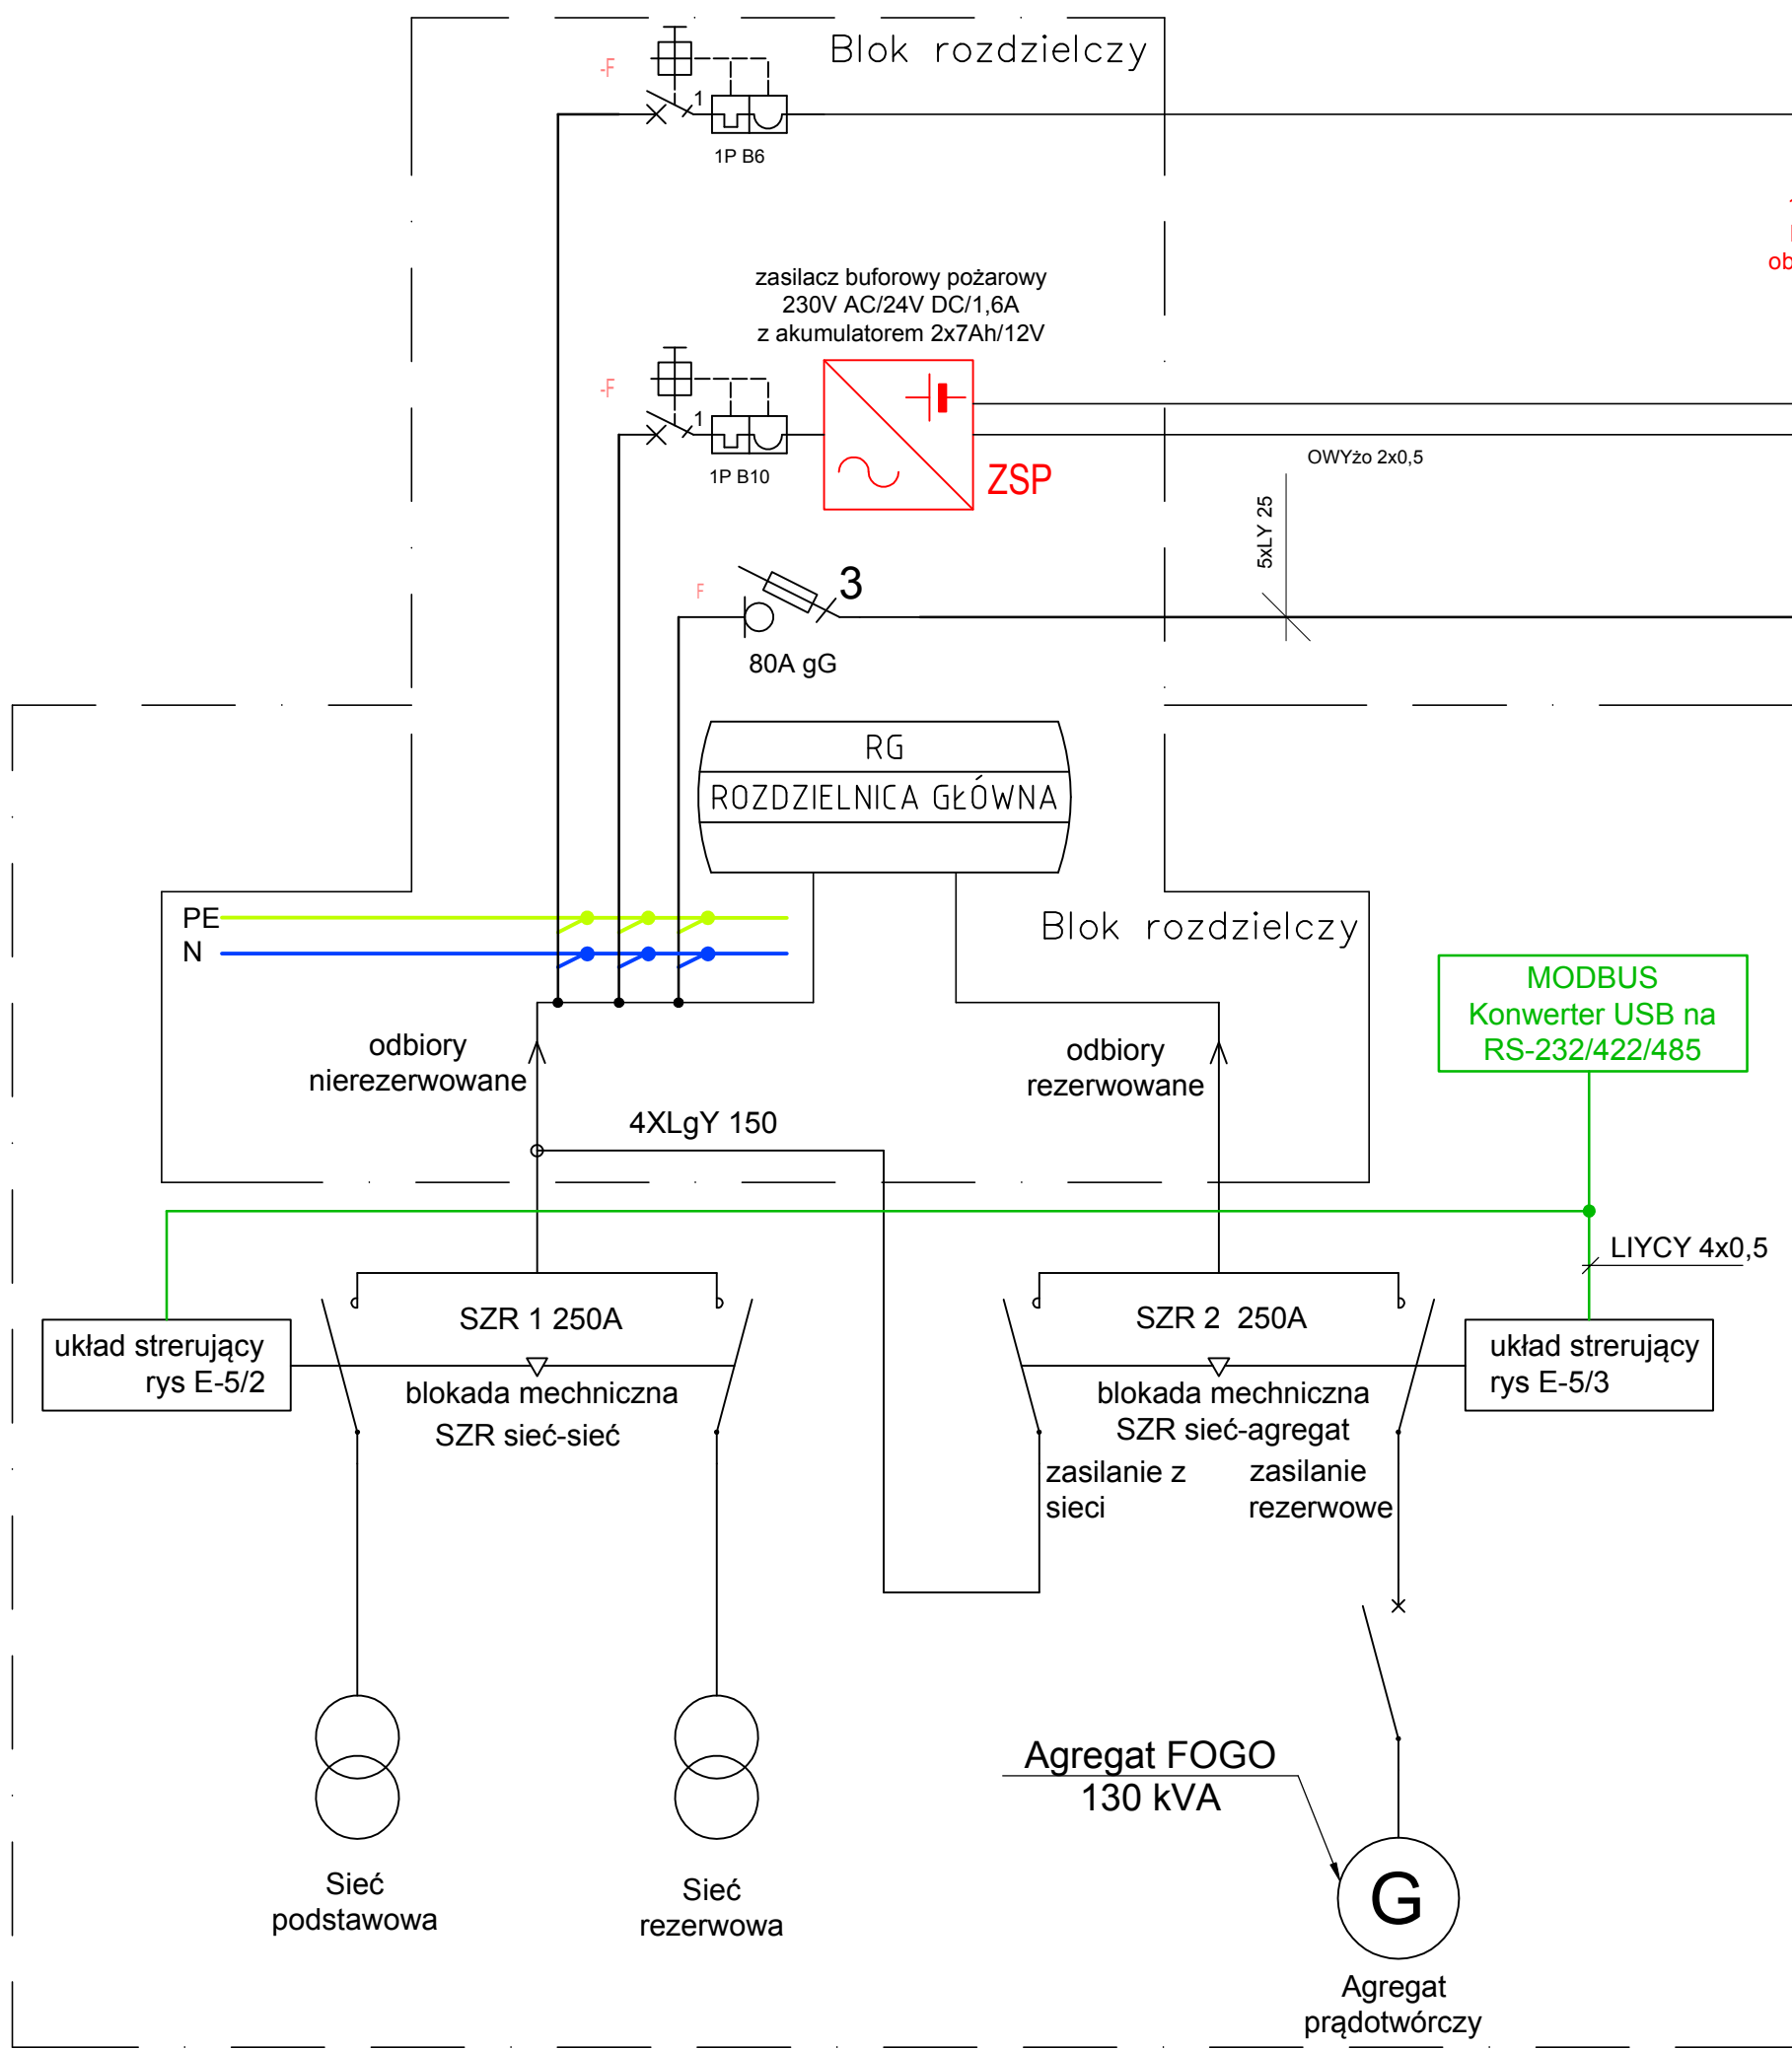 Blok rozdzielczy
-F
1
1P B6
ob
zasilacz buforowy pożarowy
230V AC/24V DC/1,6A
z akumulatorem 2x7Ah/12V
-F
1
1P B10
ZSP
OWYżo 2x0,5
5xLY 25
F
3
80A gG
RG
ROZDZIELNICA GŁÓWNA
PE
N
Blok rozdzielczy
MODBUS
Konwerter USB na
RS-232/422/485
odbiory
nierezerwowane
odbiory
rezerwowane
4XLgY 150
LIYCY 4x0,5
SZR 1 250A
SZR 2 250A
układ strerujący
rys E-5/2
układ strerujący
rys E-5/3
blokada mechniczna
SZR sieć-sieć
blokada mechniczna
SZR sieć-agregat
zasilanie z
sieci
zasilanie
rezerwowe
Agregat FOGO
130 kVA
G
Sieć
podstawowa
Sieć
rezerwowa
Agregat
prądotwórczy